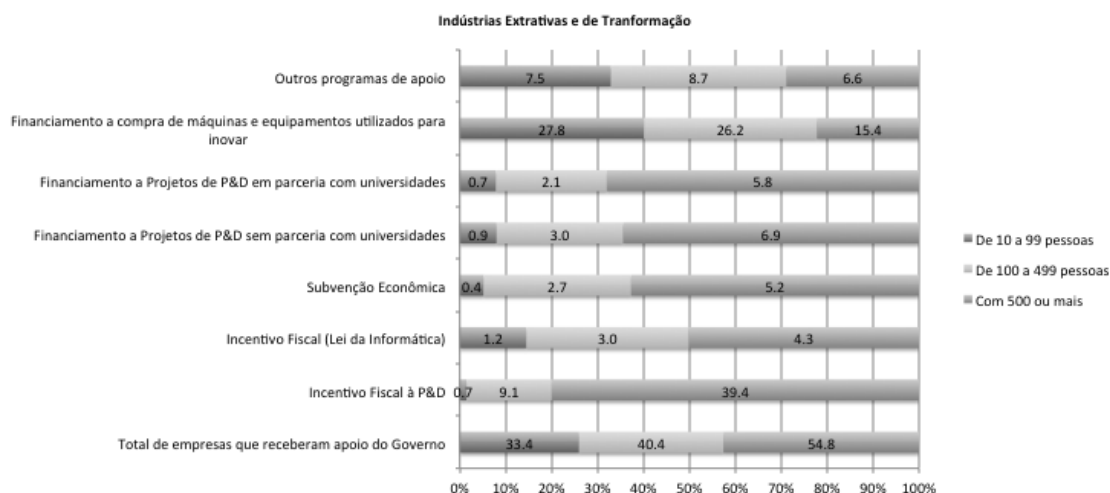 Indústrias Extrativas e de Tranformação
Outros programas de apoio
7.5 8.7 6.6
Financiamento a compra de máquinas e equipamentos utilizados para
inovar
27.8 26.2 15.4
Financiamento a Projetos de P&D em parceria com universidades
0.7 2.1 5.8
Financiamento a Projetos de P&D sem parceria com universidades
0.9 3.0 6.9
Subvenção Econômica
0.4 2.7 5.2
Incentivo Fiscal (Lei da Informática)
1.2 3.0 4.3
Incentivo Fiscal à P&D
0.7 9.1 39.4
Total de empresas que receberam apoio do Governo
33.4 40.4 54.8
0% 10% 20% 30% 40% 50% 60% 70% 80% 90% 100%
De 10 a 99 pessoas
De 100 a 499 pessoas
Com 500 ou mais